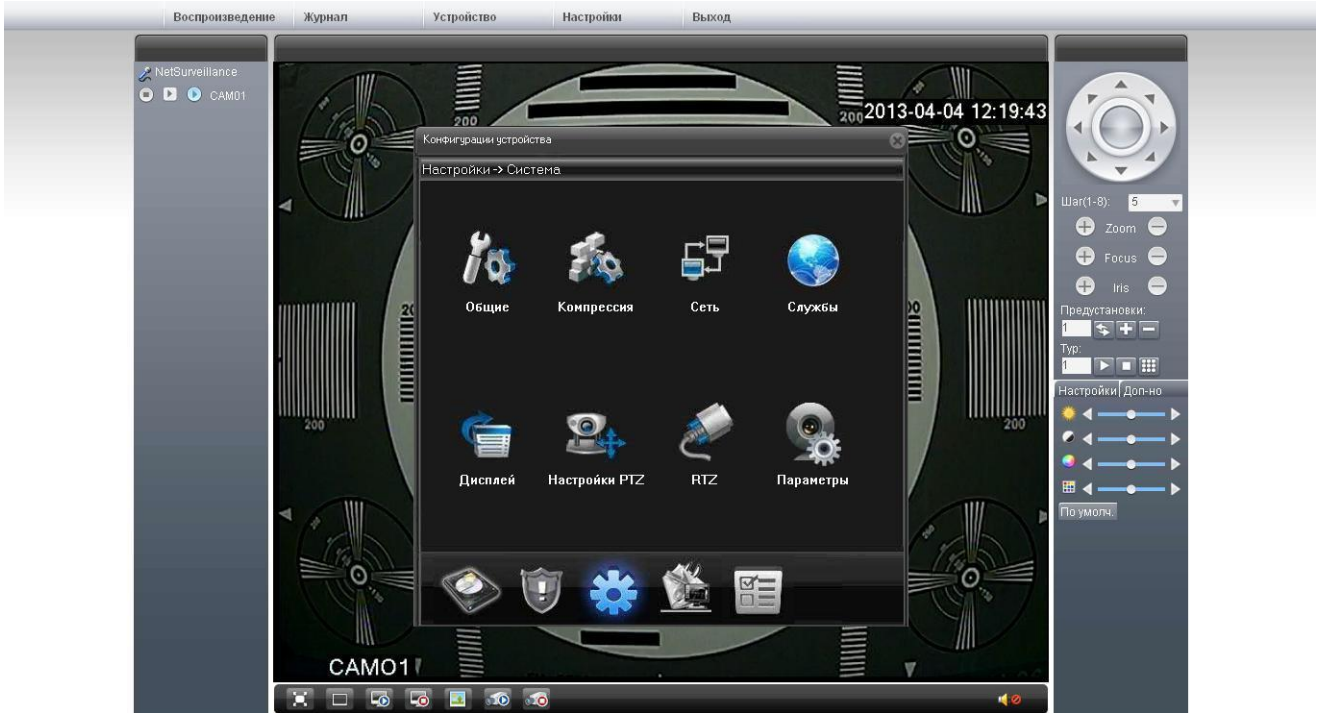 Воспроизведение Журнал Устройство Настройки Выход
NetSurveillance
CAM01
200
200
2013-04-04 12:19:43
Конфигурации устройства
Настройки -> Система
Общие Компрессия Сеть Службы
Дисплей Настройки PTZ RTZ Параметры
200
200
CAMO1
Шаг(1-8): 5
Zoom
Focus
Iris
Предустановки:
1
Тур:
1
Настройки Доп-но
По умолч.